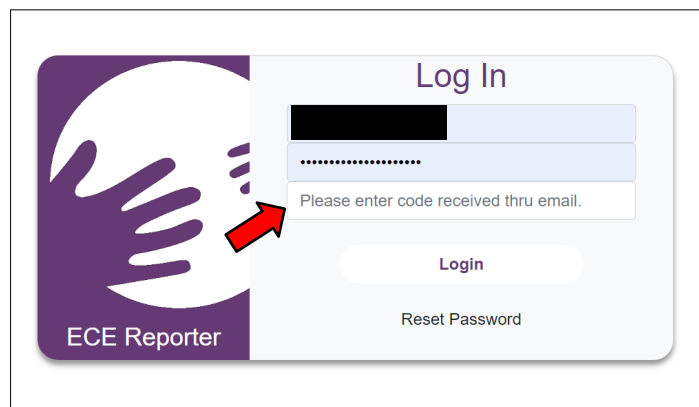 Log In
•••••••••••••••••••••
Please enter code received thru email.
Login
Reset Password
ECE Reporter